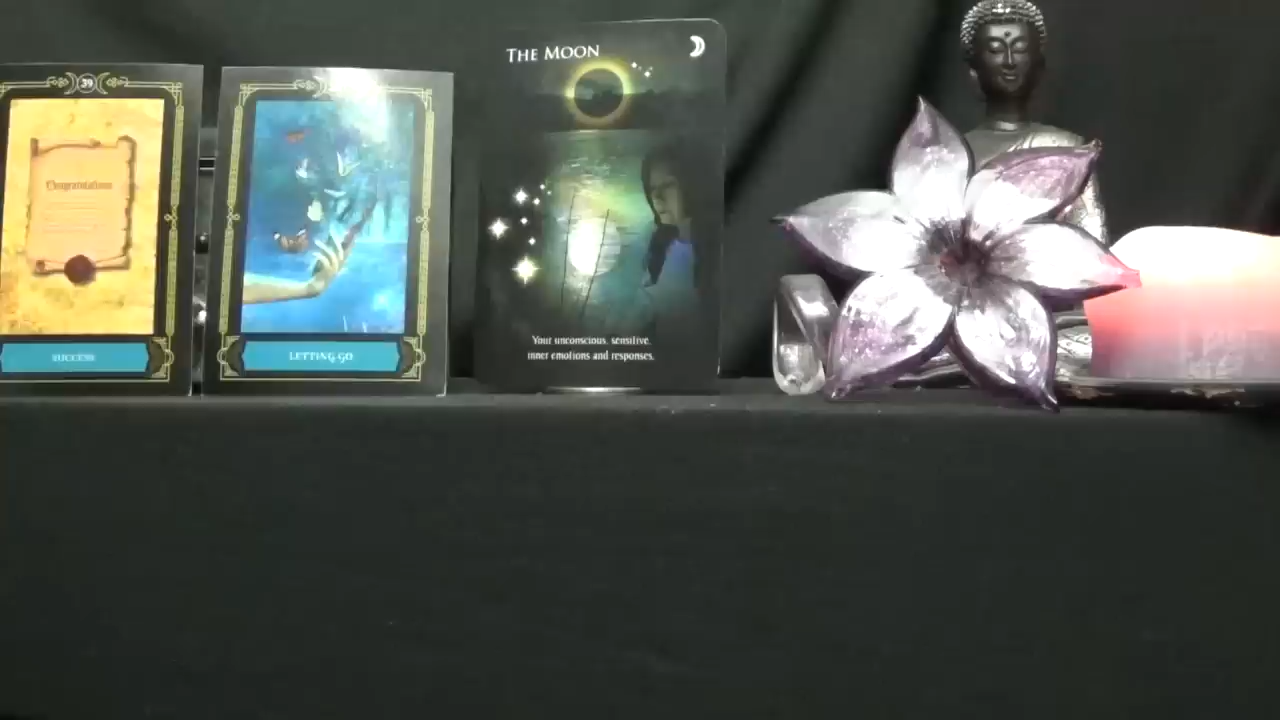 39
Congratulations
SUCCESS
LETTING GO
THE MOON
Your unconscious, sensitive,
inner emotions and responses.